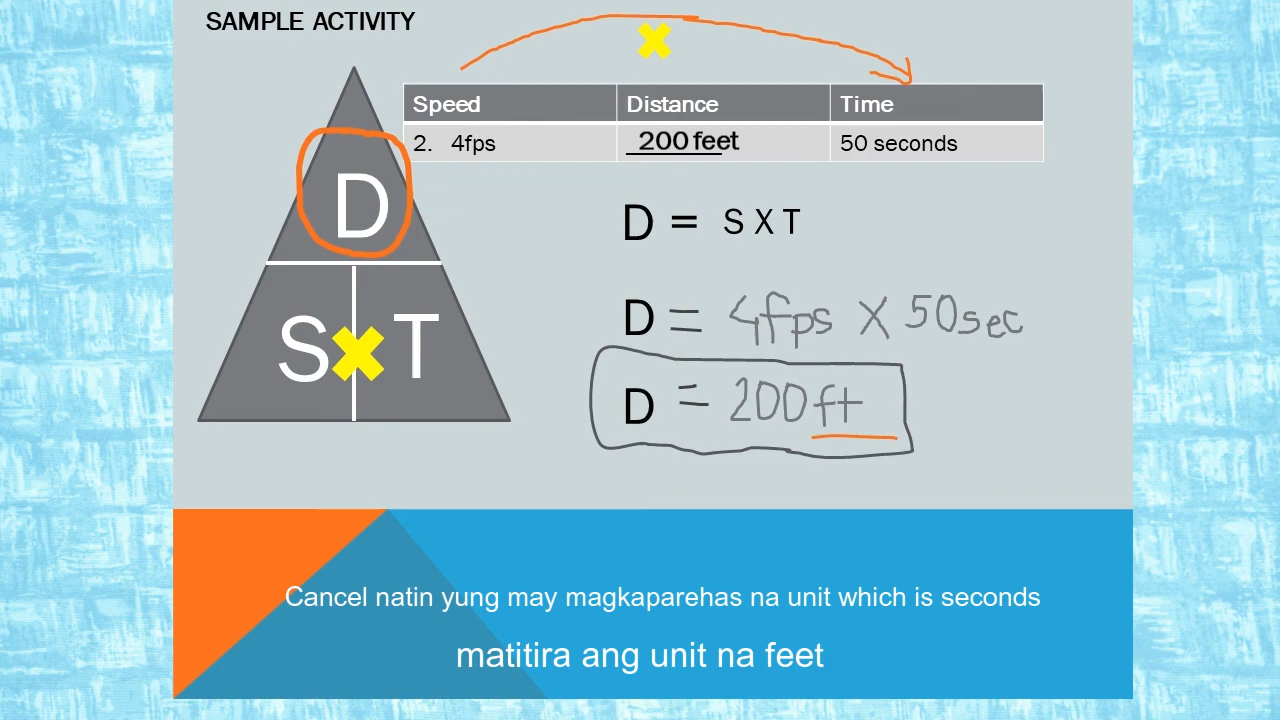 SAMPLE ACTIVITY
Speed Distance Time
2. 4fps 200 feet 50 seconds
D
S T
D = S X T
D = 4fps X 50sec
D = 200ft
Cancel natin yung may magkaparehas na unit which is seconds
matitira ang unit na feet